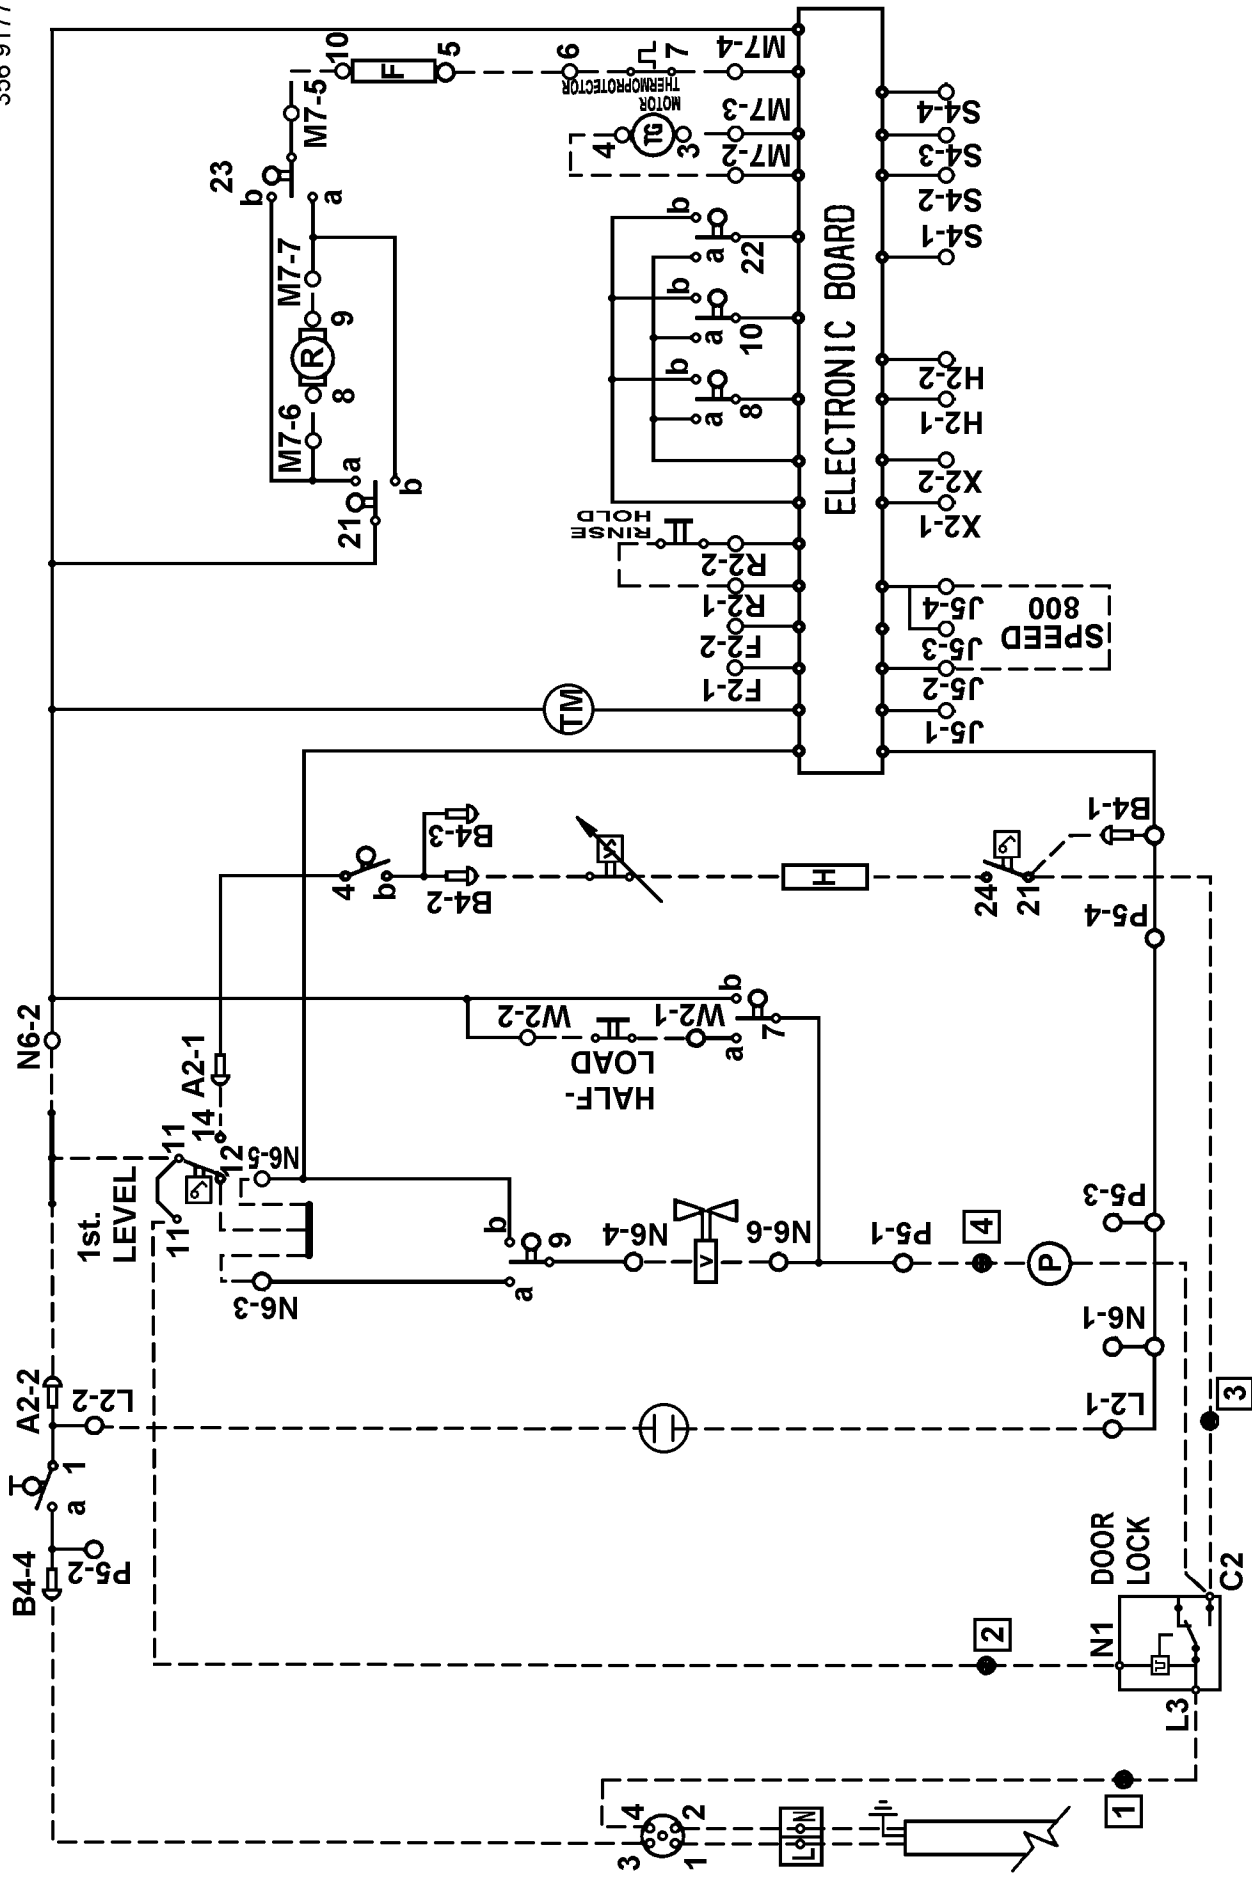 356 9177
N6-2
10
F
5
6
7
MOTOR
THERMOPROTECTOR
M7-4
M7-5
23
b
a
M7-7
9
R
8
M7-6
a
b
21
4
TG
3
M7-3
M7-2
b
a
22
b
a
10
b
a
8
RINSE
HOLD
R2-2
R2-1
F2-2
F2-1
TM
ELECTRONIC BOARD
S4-4
S4-3
S4-2
S4-1
H2-2
H2-1
X2-2
X2-1
J5-4
J5-3
J5-2
J5-1
800
SPEED
4
b
B4-3
B4-2
H
24
21
B4-1
P5-4
A2-1
14
11
12
N6-5
1st.
LEVEL
11
N6-3
W2-2
W2-1
HALF-
LOAD
b
a
7
b
a
9
N6-4
V
N6-6
P5-1
4
P
P5-3
N6-1
L2-1
A2-2
L2-2
1
a
B4-4
P5-2
3
DOOR
LOCK
C2
N1
L3
2
1
4
3
2
1
L
N